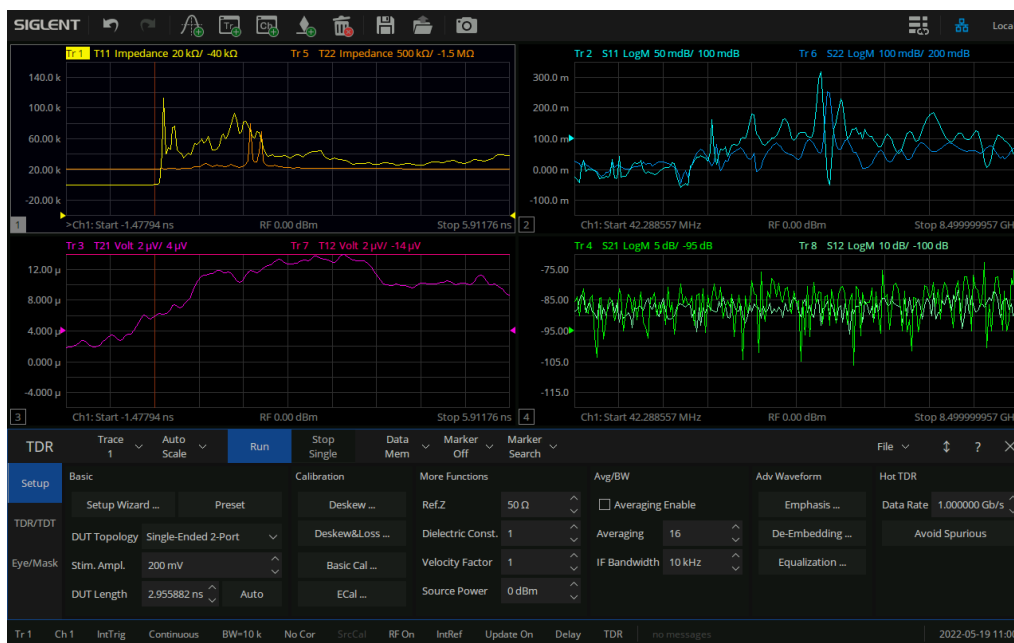 SIGLENT
Tr
Ch
Loca
Tr 1 T11 Impedance 20 kΩ/ -40 kΩ
Tr 5 T22 Impedance 500 kΩ/ -1.5 MΩ
140.0 k
100.0 k
60.00 k
20.00 k
-20.00 k
1
>Ch1: Start -1.47794 ns
RF 0.00 dBm
Stop 5.91176 ns
Tr 2 S11 LogM 50 mdB/ 100 mdB
Tr 6 S22 LogM 100 mdB/ 200 mdB
300.0 m
200.0 m
100.0 m
0.000 m
-100.0 m
2
Ch1: Start 42.288557 MHz
RF 0.00 dBm
Stop 8.499999957 GH
Tr 3 T21 Volt 2 μV/ 4 μV
Tr 7 T12 Volt 2 μV/ -14 μV
12.00 μ
8.000 μ
4.000 μ
0.000 μ
-4.000 μ
3
Ch1: Start -1.47794 ns
RF 0.00 dBm
Stop 5.91176 ns
Tr 4 S21 LogM 5 dB/ -95 dB
Tr 8 S12 LogM 10 dB/ -100 dB
-75.00
-85.00
-95.00
-105.0
-115.0
4
Ch1: Start 42.288557 MHz
RF 0.00 dBm
Stop 8.499999957 GH
TDR
Trace 1
Auto Scale
Run
Stop Single
Data Mem
Marker Off
Marker Search
File
?
Setup
TDR/TDT
Eye/Mask
Basic
Setup Wizard ...
Preset
DUT Topology Single-Ended 2-Port
Stim. Ampl. 200 mV
DUT Length 2.955882 ns Auto
Calibration
Deskew ...
Deskew&Loss ...
Basic Cal ...
ECal ...
More Functions
Ref.Z 50 Ω
Dielectric Const. 1
Velocity Factor 1
Source Power 0 dBm
Avg/BW
Averaging Enable
Averaging 16
IF Bandwidth 10 kHz
Adv Waveform
Emphasis ...
De-Embedding ...
Equalization ...
Hot TDR
Data Rate 1.000000 Gb/s
Avoid Spurious
Tr 1 Ch 1 IntTrig Continuous BW=10 k No Cor SrcCal RF On IntRef Update On Delay TDR no messages 2022-05-19 11:00